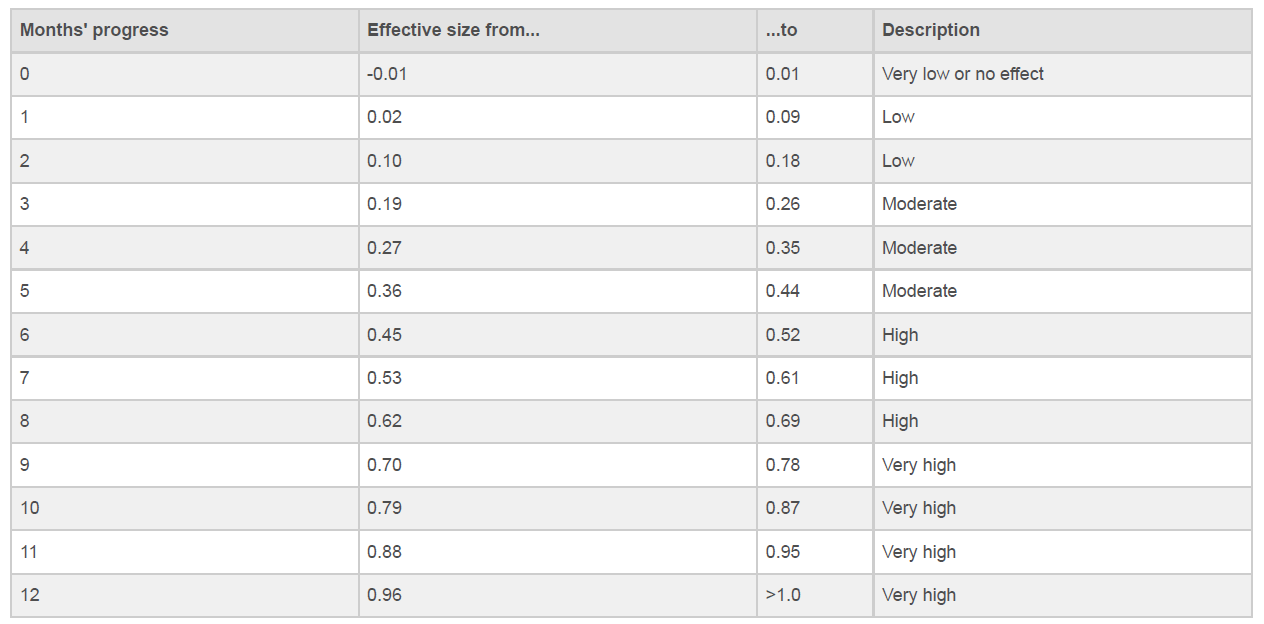 Months' progress Effective size from... ...to Description
0 -0.01 0.01 Very low or no effect
1 0.02 0.09 Low
2 0.10 0.18 Low
3 0.19 0.26 Moderate
4 0.27 0.35 Moderate
5 0.36 0.44 Moderate
6 0.45 0.52 High
7 0.53 0.61 High
8 0.62 0.69 High
9 0.70 0.78 Very high
10 0.79 0.87 Very high
11 0.88 0.95 Very high
12 0.96 >1.0 Very high